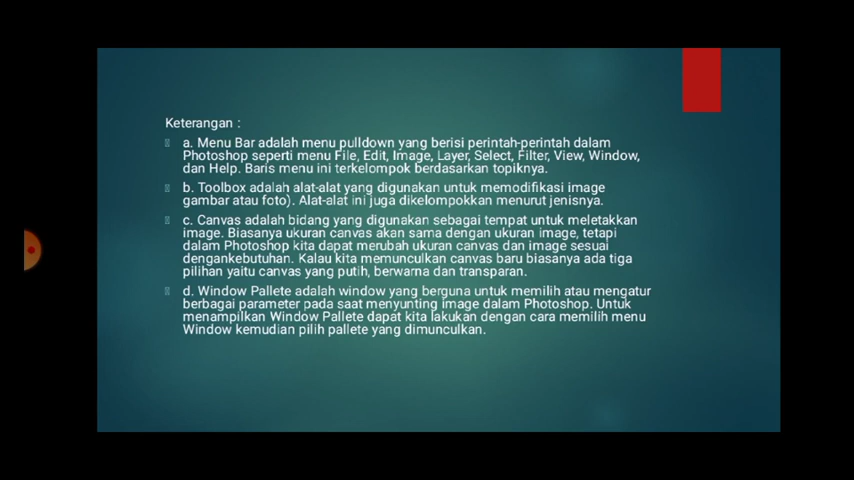 Keterangan :
a. Menu Bar adalah menu pulldown yang berisi perintah-perintah dalam
Photoshop seperti menu File, Edit, Image, Layer, Select, Filter, View, Window,
dan Help. Baris menu ini terkelompok berdasarkan topiknya.
b. Toolbox adalah alat-alat yang digunakan untuk memodifikasi image
gambar atau foto). Alat-alat ini juga dikelompokkan menurut jenisnya.
c. Canvas adalah bidang yang digunakan sebagai tempat untuk meletakkan
image. Biasanya ukuran canvas akan sama dengan ukuran image, tetapi
dalam Photoshop kita dapat merubah ukuran canvas dan image sesuai
dengankebutuhan. Kalau kita memunculkan canvas baru biasanya ada tiga
pilihan yaitu canvas yang putih, berwarna dan transparan.
d. Window Pallete adalah window yang berguna untuk memilih atau mengatur
berbagai parameter pada saat menyunting image dalam Photoshop. Untuk
menampilkan Window Pallete dapat kita lakukan dengan cara memilih menu
Window kemudian pilih pallete yang dimunculkan.